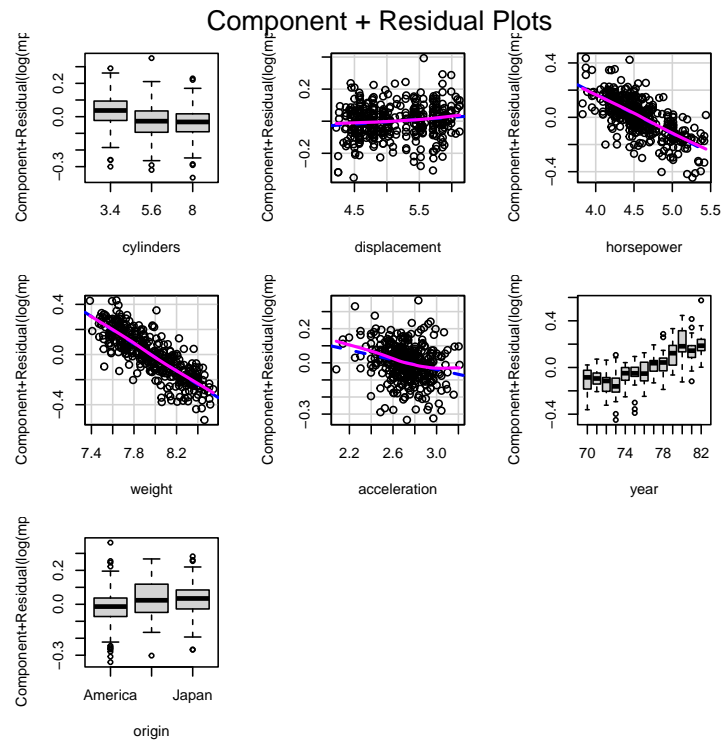 Component + Residual Plots
Component+Residual(log(mp
0.2
0.0
−0.3
3.4 5.6 8
cylinders
Component+Residual(log(mp
0.2
−0.2
4.5 5.5
displacement
Component+Residual(log(mp
0.4
0.0
−0.4
4.0 4.5 5.0 5.5
horsepower
Component+Residual(log(mp
0.4
0.0
−0.4
7.4 7.8 8.2
weight
Component+Residual(log(mp
0.2
0.0
−0.3
2.2 2.6 3.0
acceleration
Component+Residual(log(mp
0.4
0.0
−0.4
70 74 78 82
year
Component+Residual(log(mp
0.2
0.0
−0.3
America Japan
origin